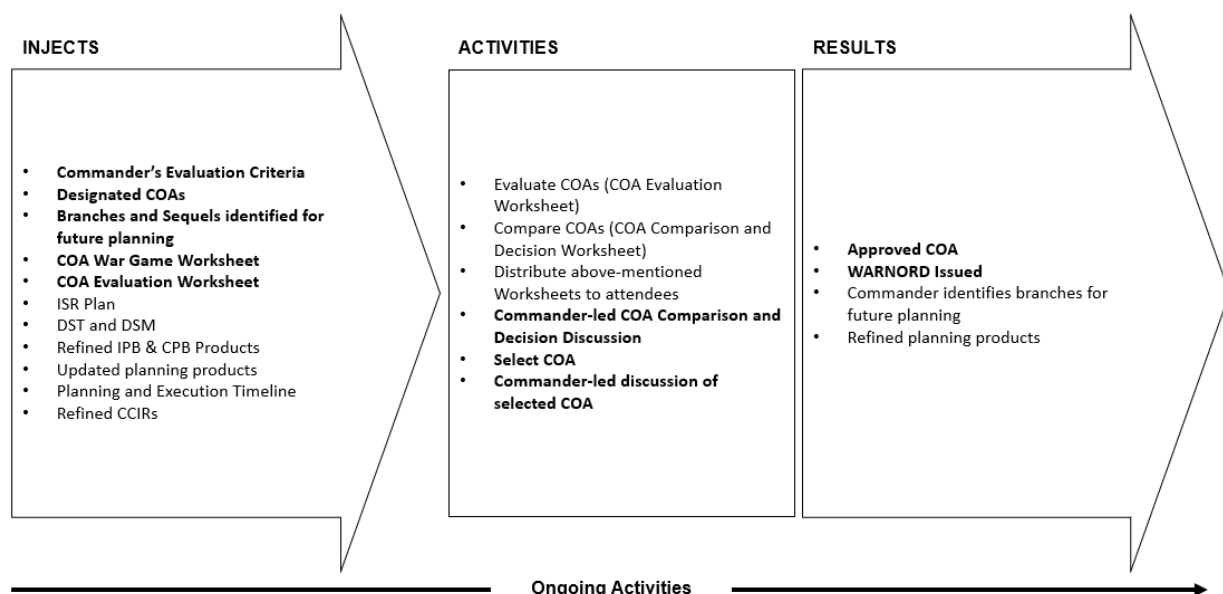 INJECTS
• Commander’s Evaluation Criteria
• Designated COAs
• Branches and Sequels identified for
future planning
• COA War Game Worksheet
• COA Evaluation Worksheet
• ISR Plan
• DST and DSM
• Refined IPB & CPB Products
• Updated planning products
• Planning and Execution Timeline
• Refined CCIRs
ACTIVITIES
• Evaluate COAs (COA Evaluation
Worksheet)
• Compare COAs (COA Comparison and
Decision Worksheet)
• Distribute above-mentioned
Worksheets to attendees
• Commander-led COA Comparison and
Decision Discussion
• Select COA
• Commander-led discussion of
selected COA
RESULTS
• Approved COA
• WARNORD Issued
• Commander identifies branches for
future planning
• Refined planning products
Ongoing Activities